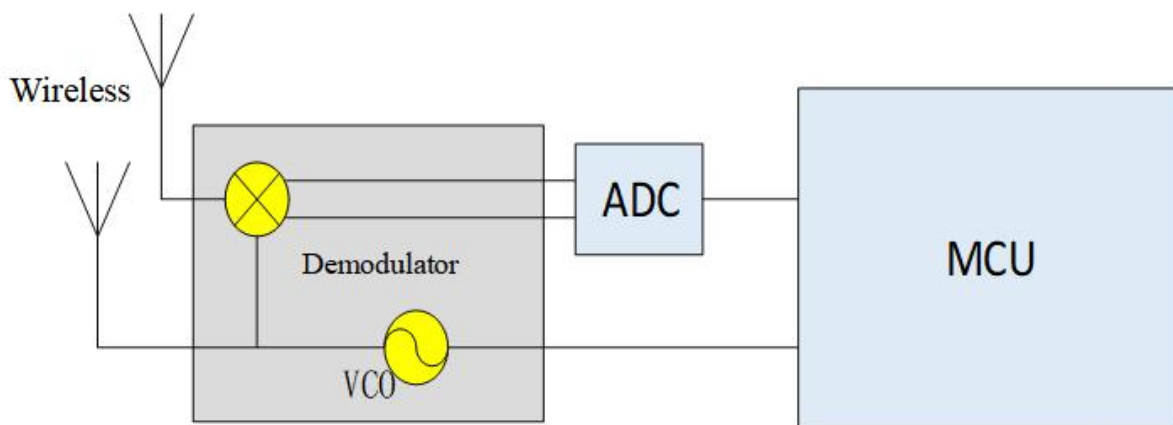 Wireless
ADC
MCU
Demodulator
VCO